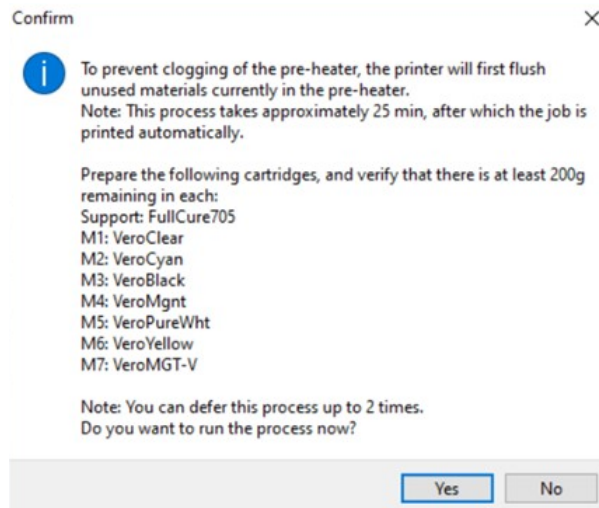 Confirm
To prevent clogging of the pre-heater, the printer will first flush
unused materials currently in the pre-heater.
Note: This process takes approximately 25 min, after which the job is
printed automatically.
Prepare the following cartridges, and verify that there is at least 200g
remaining in each:
Support: FullCure705
M1: VeroClear
M2: VeroCyan
M3: VeroBlack
M4: VeroMgnt
M5: VeroPureWht
M6: VeroYellow
M7: VeroMGT-V
Note: You can defer this process up to 2 times.
Do you want to run the process now?
Yes No